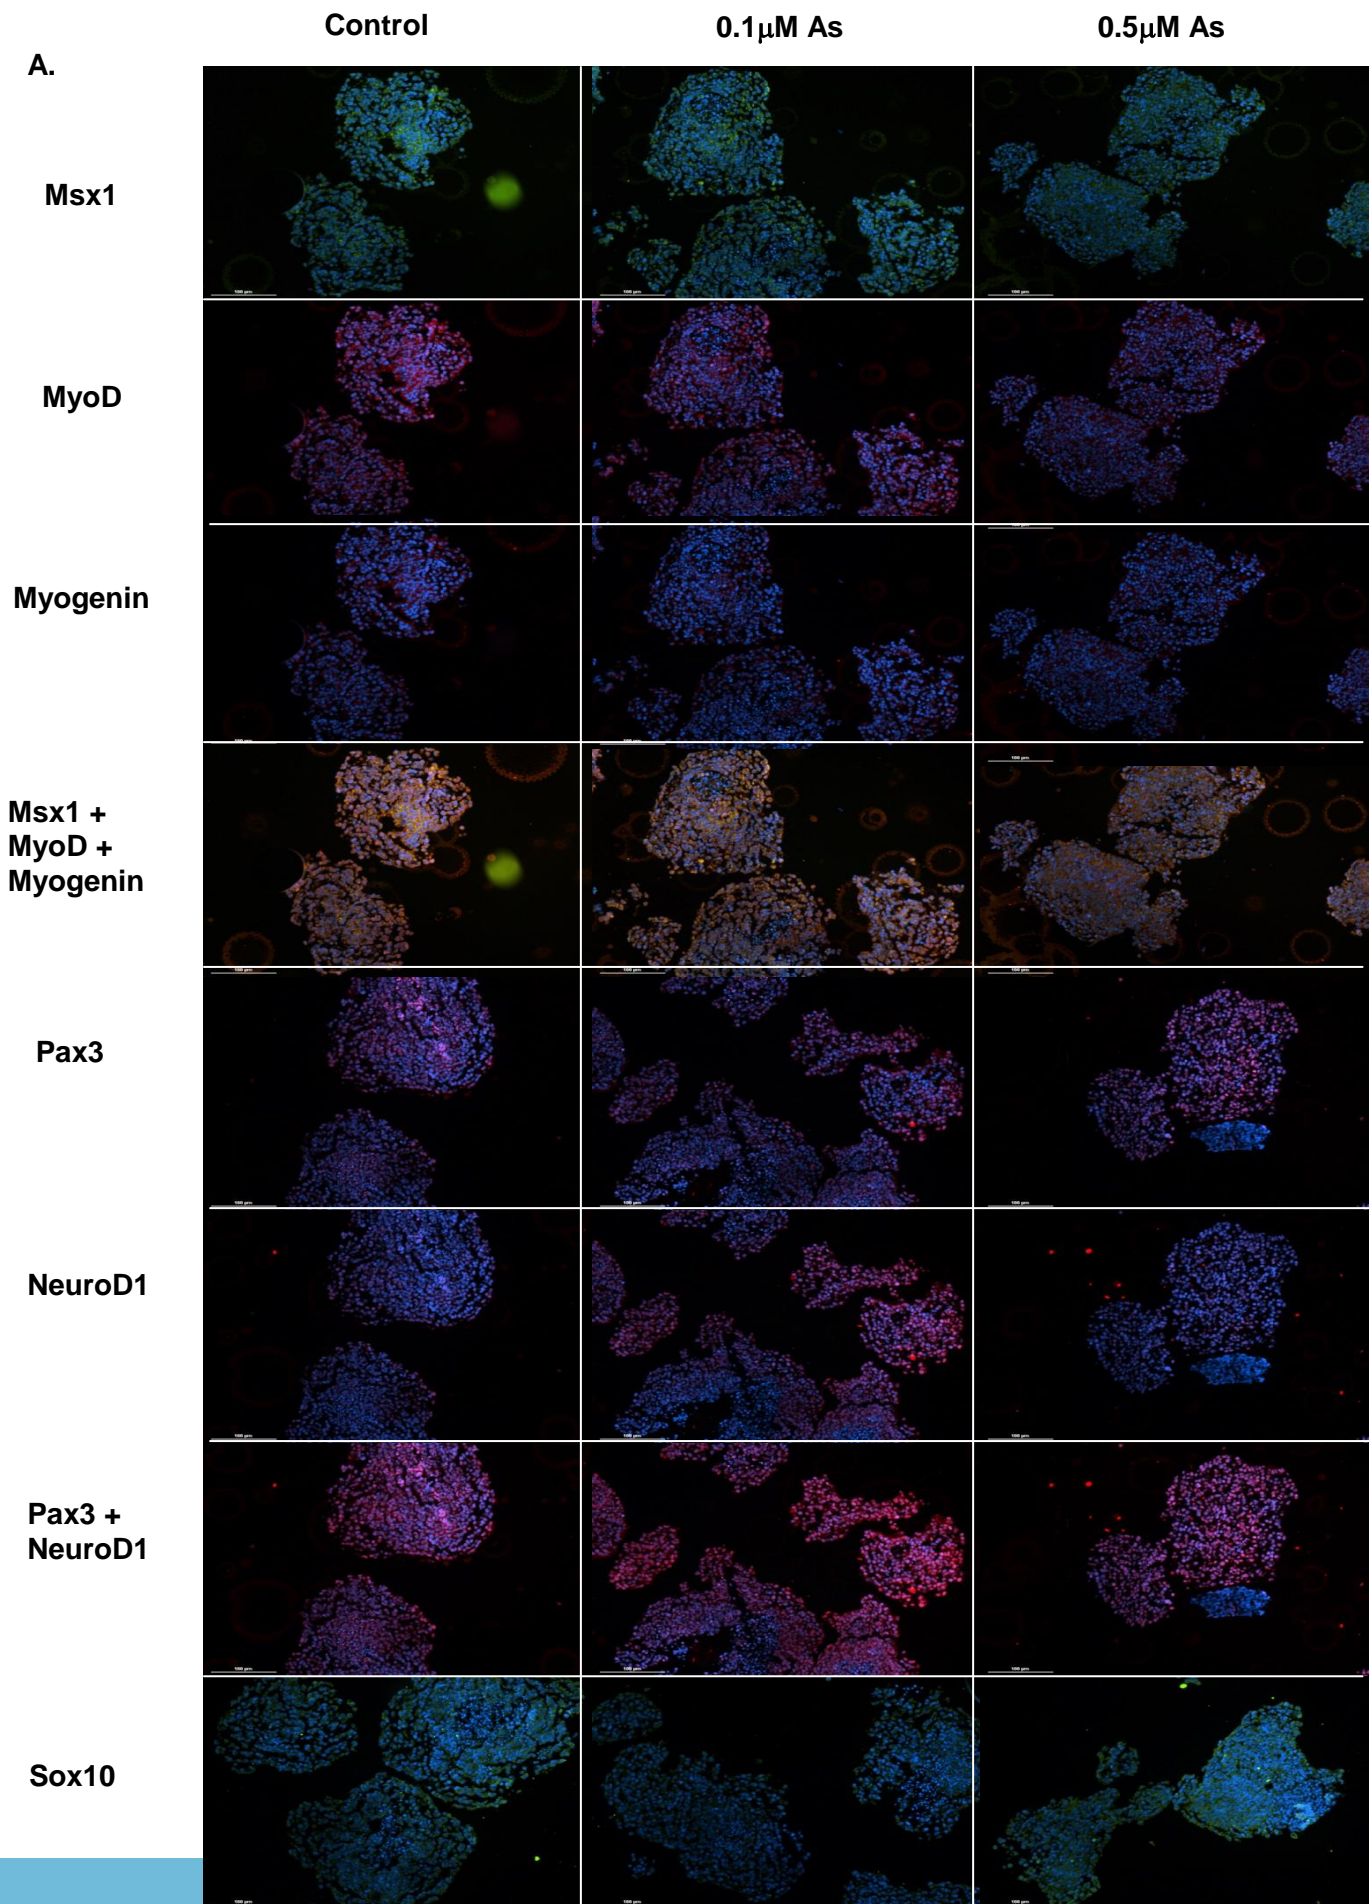 Control 0.1μM As 0.5μM As
A.
Msx1
MyoD
Myogenin
Msx1 +
MyoD +
Myogenin
Pax3
NeuroD1
Pax3 +
NeuroD1
Sox10